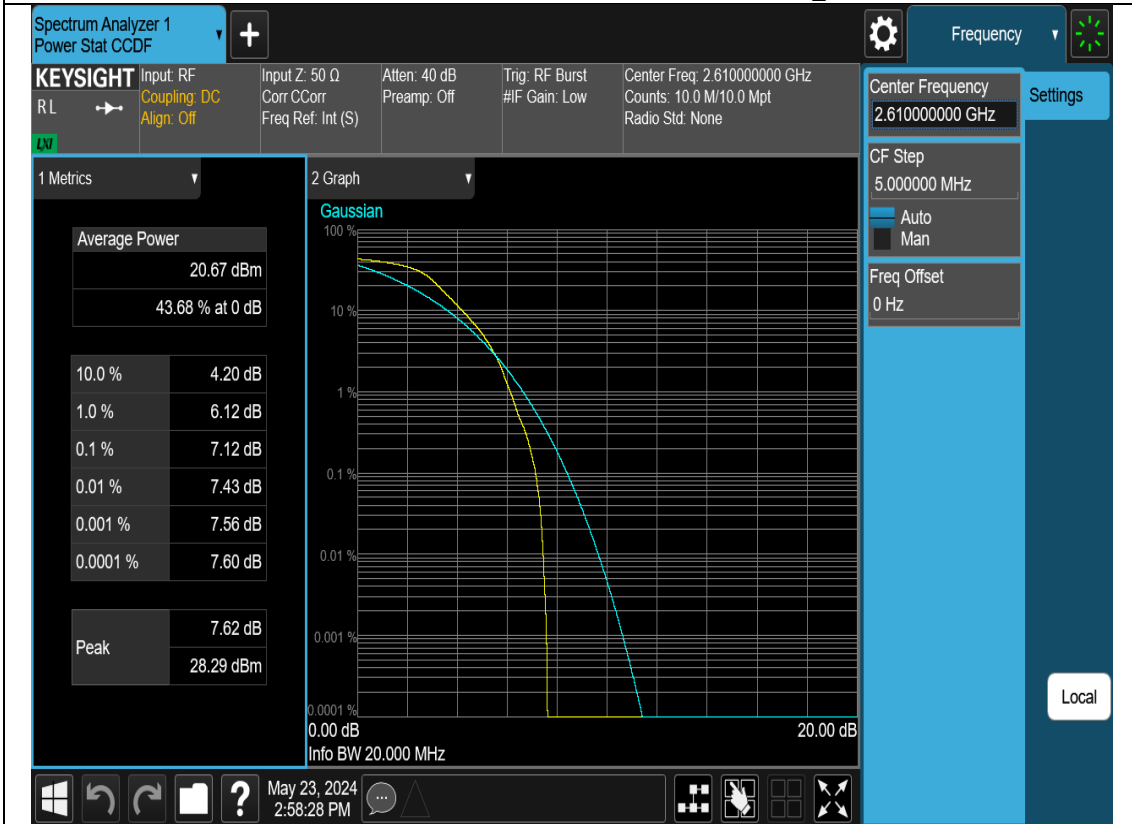 Spectrum Analyzer 1
Power Stat CCDF
Frequency
KEYSIGHT
RL
LXI
Input: RF
Coupling: DC
Align: Off
Input Z: 50 Ω
Corr CCorr
Freq Ref: Int (S)
Atten: 40 dB
Preamp: Off
Trig: RF Burst
#IF Gain: Low
Center Freq: 2.610000000 GHz
Counts: 10.0 M/10.0 Mpt
Radio Std: None
Center Frequency
2.610000000 GHz
Settings
CF Step
5.000000 MHz
Auto
Man
Freq Offset
0 Hz
Local
1 Metrics
Average Power
20.67 dBm
43.68 % at 0 dB
10.0 % 4.20 dB
1.0 % 6.12 dB
0.1 % 7.12 dB
0.01 % 7.43 dB
0.001 % 7.56 dB
0.0001 % 7.60 dB
Peak
7.62 dB
28.29 dBm
2 Graph
Gaussian
100 %
10 %
1 %
0.1 %
0.01 %
0.001 %
0.0001 %
0.00 dB 20.00 dB
Info BW 20.000 MHz
?
May 23, 2024
2:58:28 PM